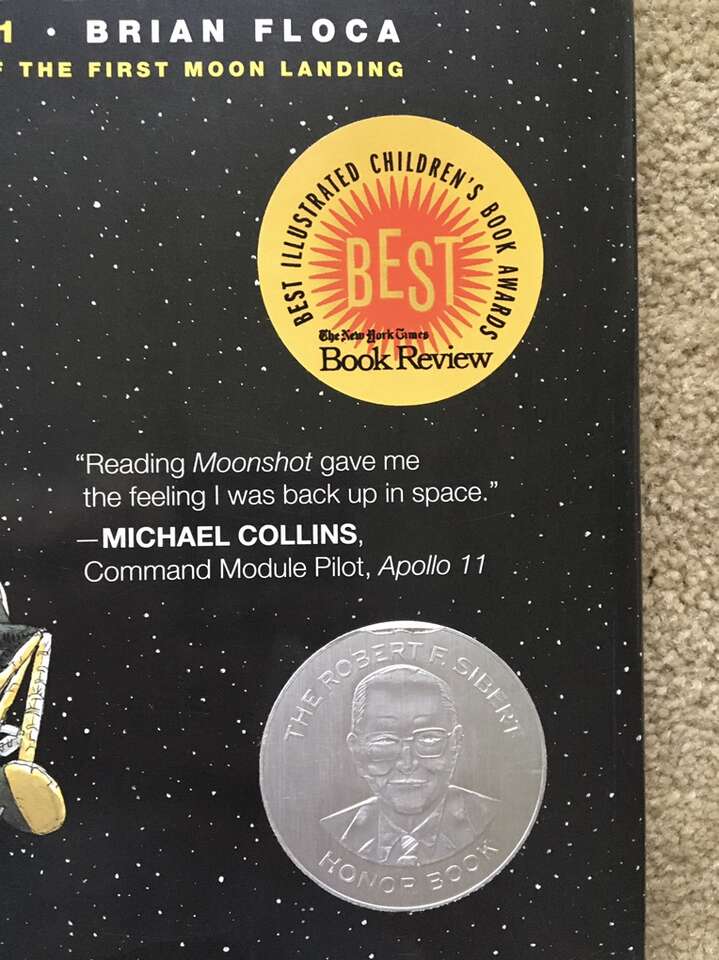 1 • BRIAN FLOCA
F THE FIRST MOON LANDING
BEST ILLUSTRATED CHILDREN'S BOOK AWARDS
BEST
The New York Times
Book Review
“Reading Moonshot gave me
the feeling I was back up in space.”
—MICHAEL COLLINS,
Command Module Pilot, Apollo 11
THE ROBERT F. SIBERT
HONOR BOOK